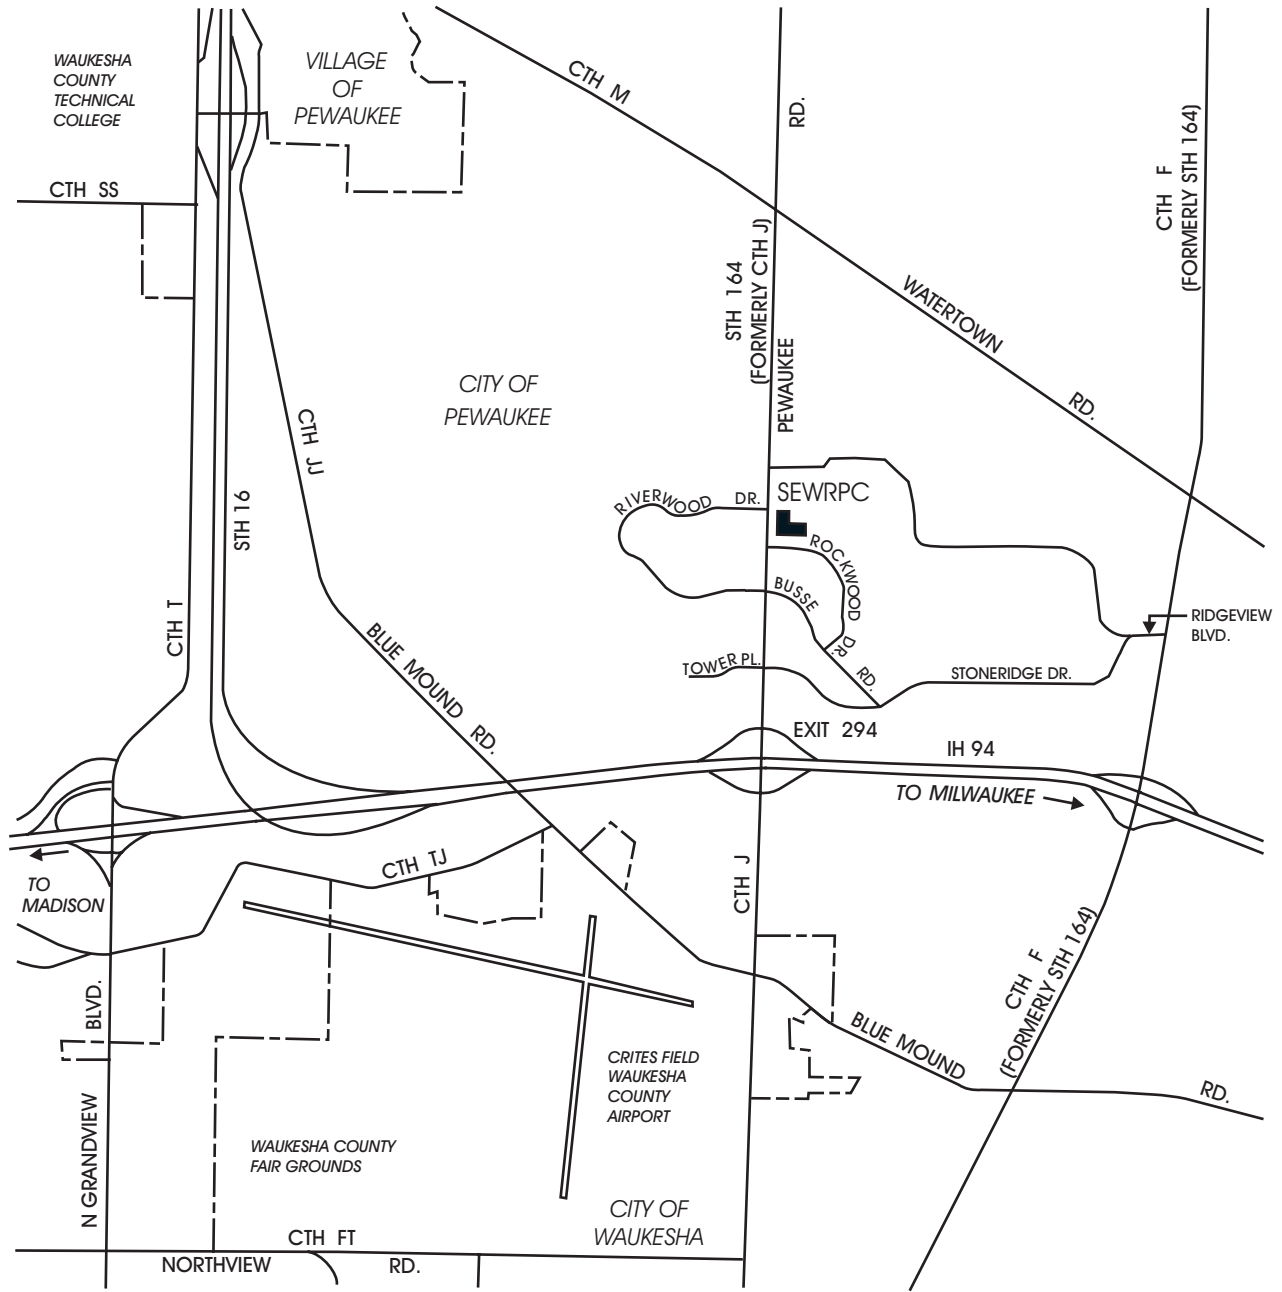 WAUKESHA
COUNTY
TECHNICAL
COLLEGE
VILLAGE
OF
PEWAUKEE
CTH M
RD.
CTH F
(FORMERLY STH 164)
CTH SS
STH 164
(FORMERLY CTH J)
PEWAUKEE
WATERTOWN
RD.
CITY OF
PEWAUKEE
CTH JJ
STH 16
CTH T
RIVERWOOD DR.
SEWRPC
ROCKWOOD DR.
BUSSE RD.
RIDGEVIEW
BLVD.
TOWER PL.
STONERIDGE DR.
BLUE MOUND RD.
EXIT 294
IH 94
TO MILWAUKEE
TO
MADISON
CTH TJ
CTH J
CTH F
(FORMERLY STH 164)
BLVD.
N GRANDVIEW
BLUE MOUND
RD.
CRITES FIELD
WAUKESHA
COUNTY
AIRPORT
WAUKESHA COUNTY
FAIR GROUNDS
CITY OF
WAUKESHA
CTH FT
NORTHVIEW RD.